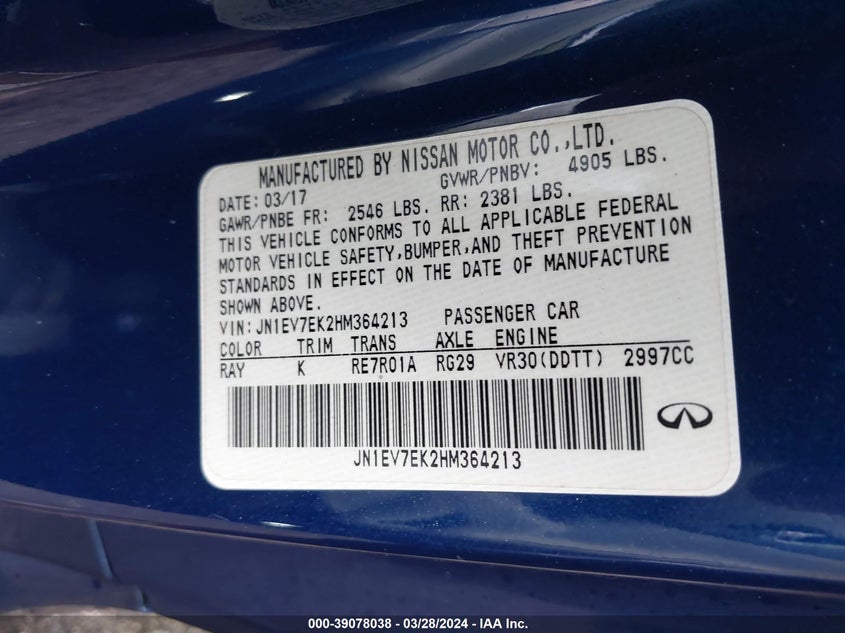 MANUFACTURED BY NISSAN MOTOR CO.,LTD.
DATE: 03/17 GVWR/PNBV: 4905 LBS.
GAWR/PNBE FR: 2546 LBS. RR: 2381 LBS.
THIS VEHICLE CONFORMS TO ALL APPLICABLE FEDERAL
MOTOR VEHICLE SAFETY,BUMPER,AND THEFT PREVENTION
STANDARDS IN EFFECT ON THE DATE OF MANUFACTURE
SHOWN ABOVE.
VIN:JN1EV7EK2HM364213 PASSENGER CAR
COLOR TRIM TRANS AXLE ENGINE
RAY K RE7R01A RG29 VR30(DDTT) 2997CC
JN1EV7EK2HM364213
000-39078038 - 03/28/2024 - IAA Inc.